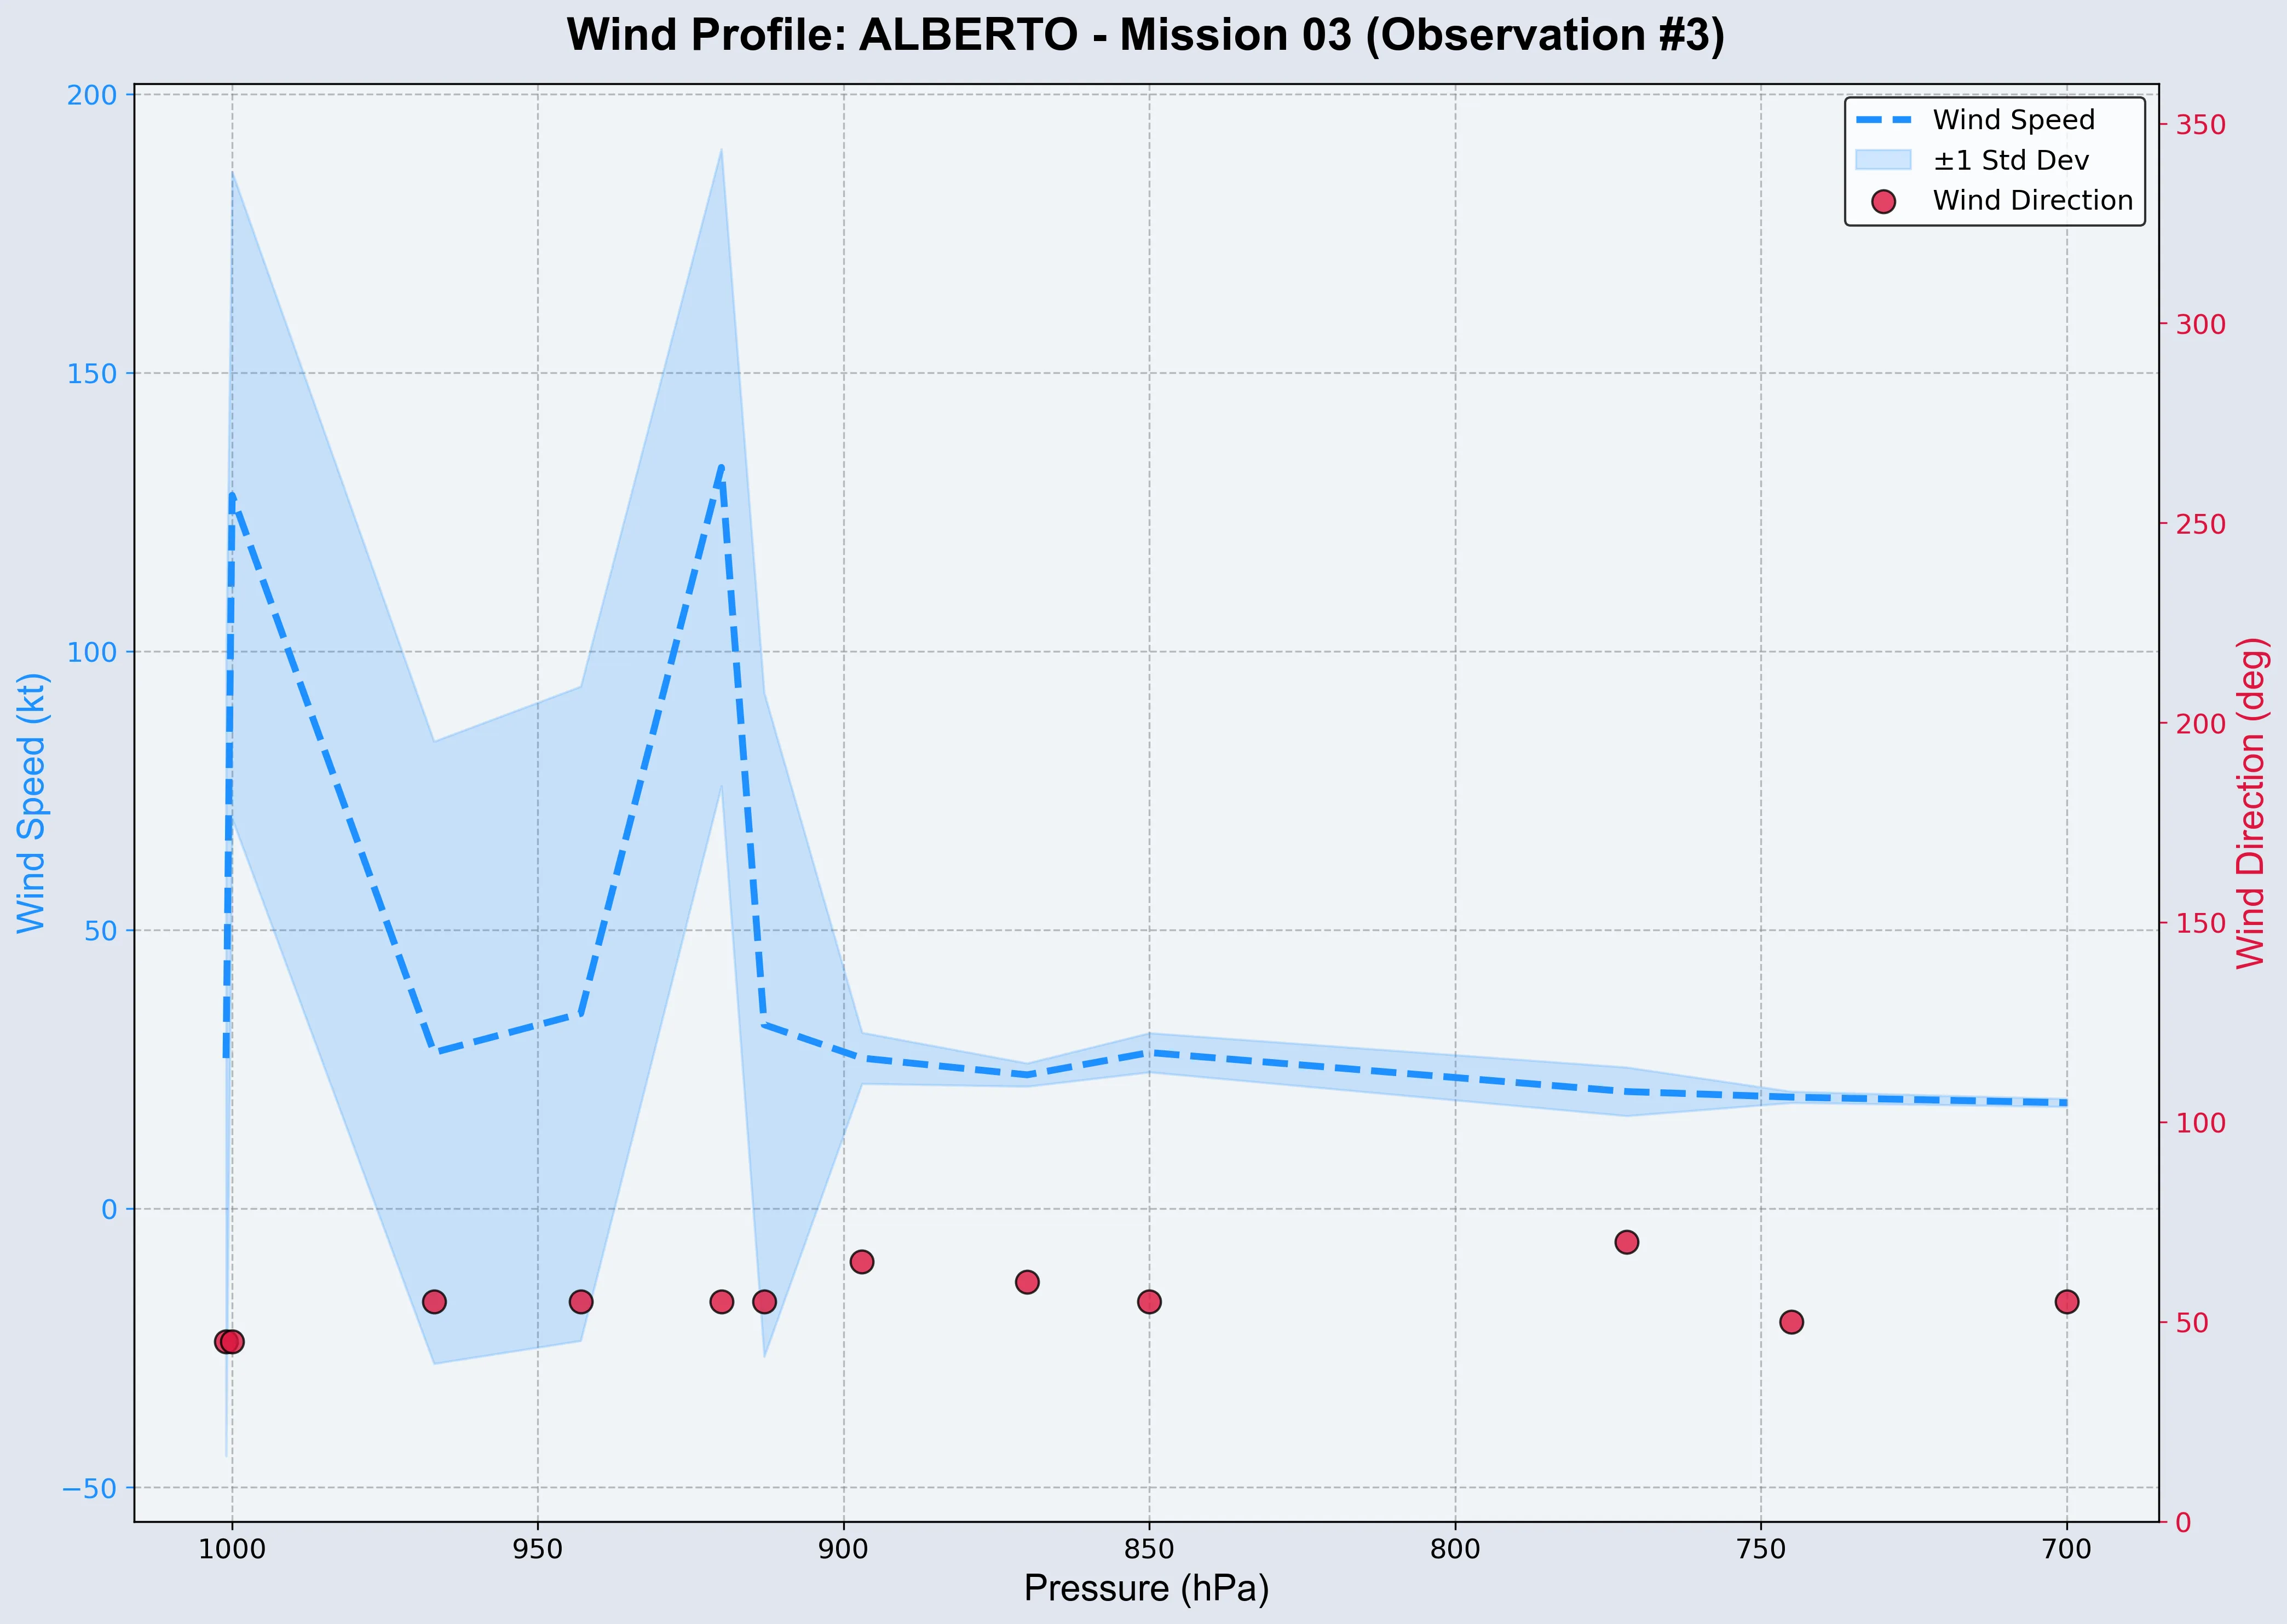 Wind Profile: ALBERTO - Mission 03 (Observation #3)
Wind Speed
±1 Std Dev
Wind Direction
200
150
100
50
0
−50
Wind Speed (kt)
350
300
250
200
150
100
50
0
Wind Direction (deg)
1000 950 900 850 800 750 700
Pressure (hPa)